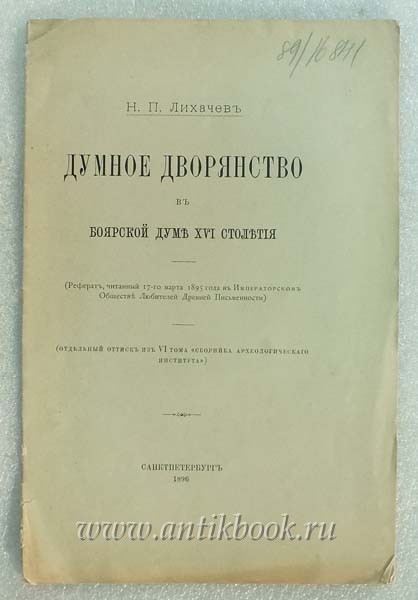 89/16841
Н. П. Лихачевъ
ДУМНОЕ ДВОРЯНСТВО
ВЪ
БОЯРСКОЙ ДУМѢ XVI СТОЛѢТІЯ
(Рефератъ, читанный 17-го марта 1895 года въ Императорскомъ
Обществѣ Любителей Древней Письменности)
(ОТДѢЛЬНЫЙ ОТТИСКЪ ИЗЪ VI ТОМА «СБОРНИКА АРХЕОЛОГИЧЕСКАГО
ИНСТИТУТА»)
САНКТПЕТЕРБУРГЪ
1896
www.antikbook.ru